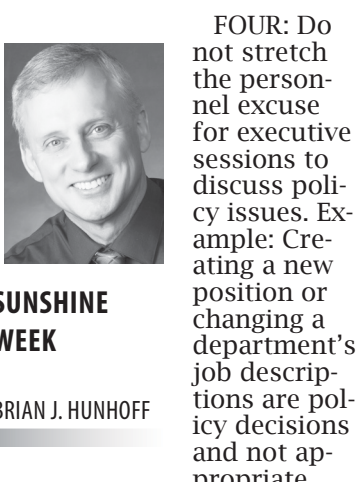 SUNSHINE
WEEK
BRIAN J. HUNHOFF
FOUR: Do
not stretch
the person-
nel excuse
for executive
sessions to
discuss poli-
cy issues. Ex-
ample: Cre-
ating a new
position or
changing a
department's
job descrip-
tions are pol-
icy decisions
and not ap-
propriate